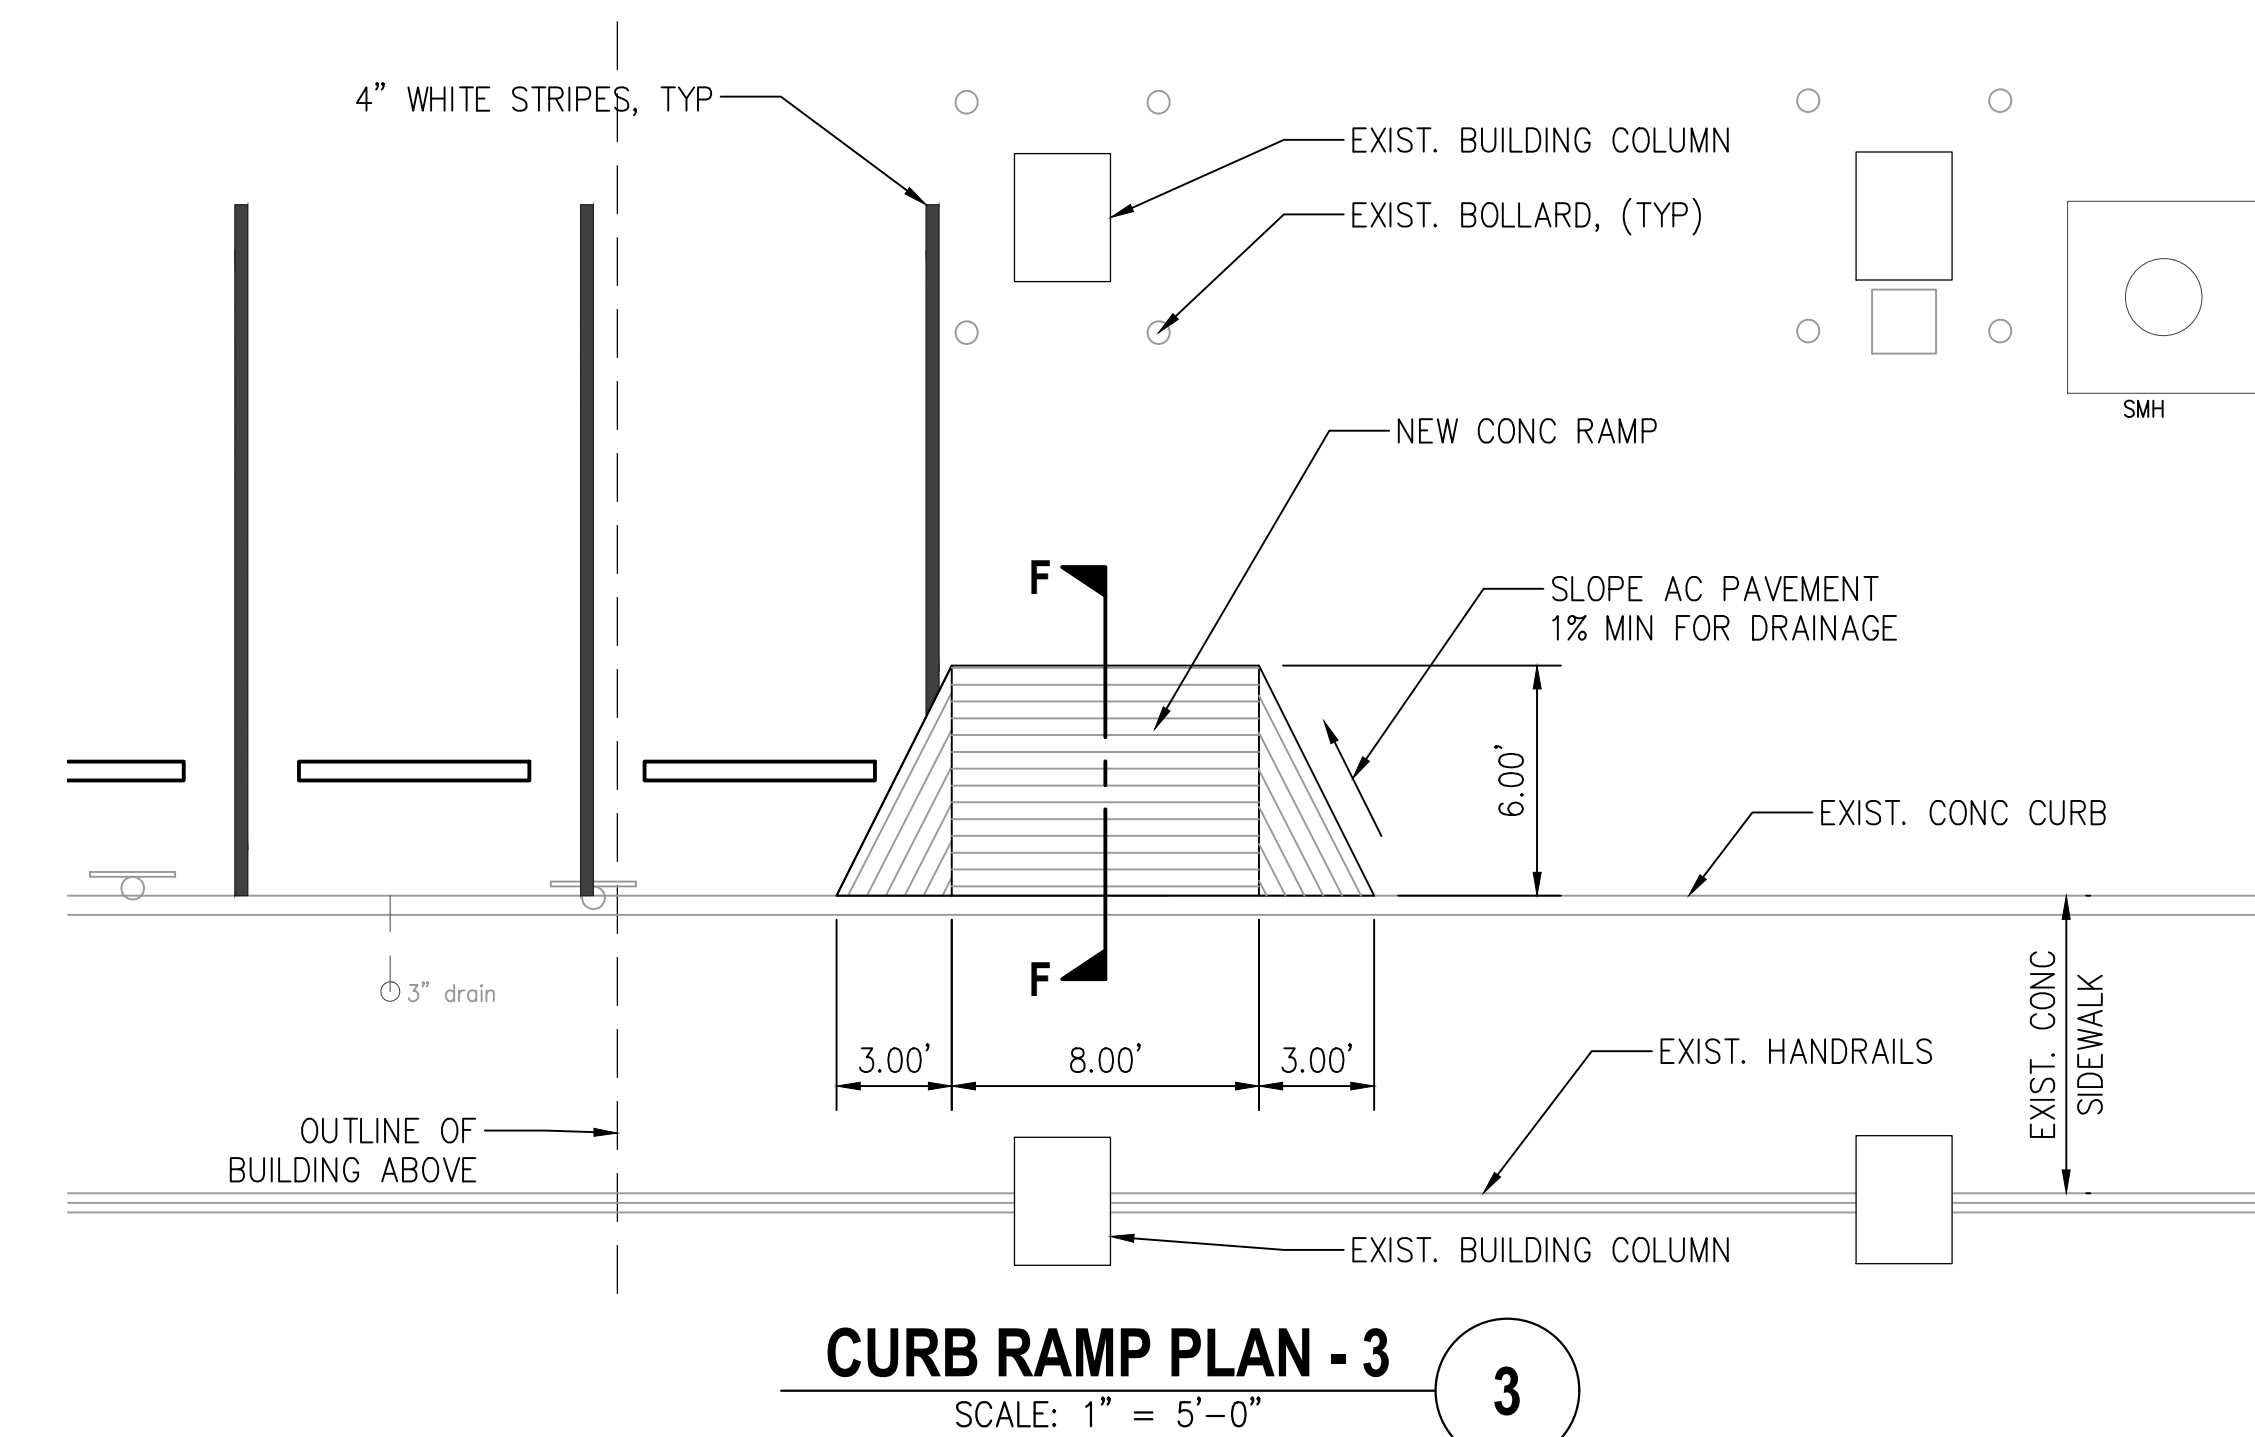 4” WHITE STRIPES, TYP
EXIST. BUILDING COLUMN
EXIST. BOLLARD, (TYP)
SMH
NEW CONC RAMP
F
SLOPE AC PAVEMENT
1% MIN FOR DRAINAGE
6.00’
EXIST. CONC CURB
3” drain
F
EXIST. CONC
SIDEWALK
3.00’
8.00’
3.00’
EXIST. HANDRAILS
OUTLINE OF
BUILDING ABOVE
EXIST. BUILDING COLUMN
CURB RAMP PLAN - 3
3
SCALE: 1” = 5’-0”